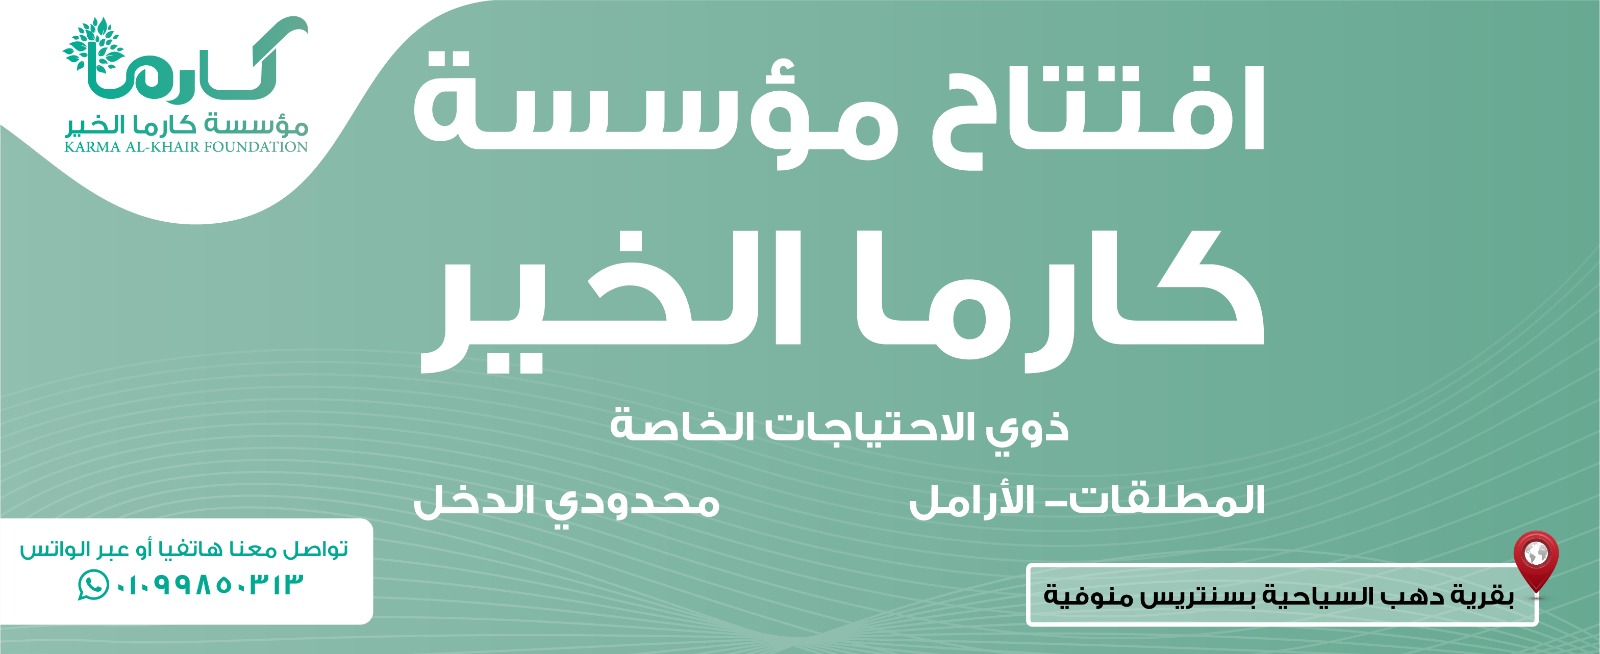 كارما
مؤسسة كارما الخير
KARMA AL-KHAIR FOUNDATION
افتتاح مؤسسة
كارما الخير
ذوي الاحتياجات الخاصة
المطلقات– الأرامل محدودي الدخل
تواصل معنا هاتفيا أو عبر الواتس
٠١٠٩٩٨٥٠٣١٣
بقرية دهب السياحية بسنتريس منوفية